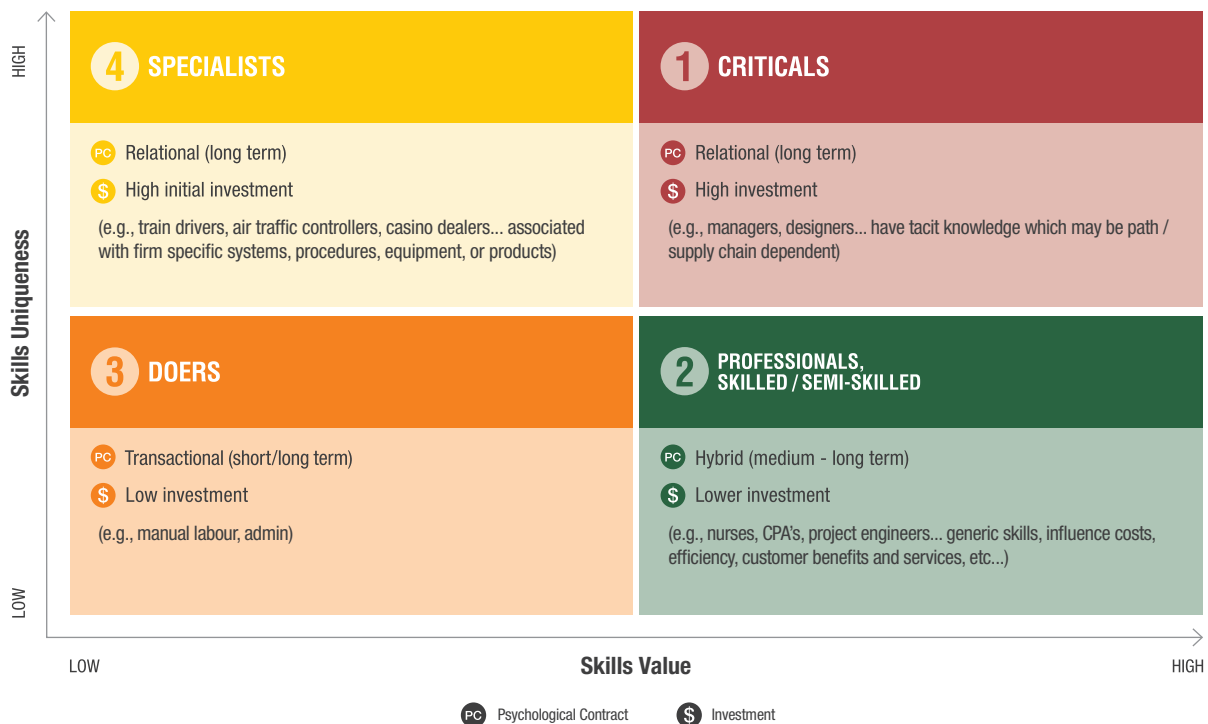 HIGH
4 SPECIALISTS
PC Relational (long term)
$ High initial investment
(e.g., train drivers, air traffic controllers, casino dealers... associated
with firm specific systems, procedures, equipment, or products)
1 CRITICALS
PC Relational (long term)
$ High investment
(e.g., managers, designers... have tacit knowledge which may be path /
supply chain dependent)
Skills Uniqueness
3 DOERS
PC Transactional (short/long term)
$ Low investment
(e.g., manual labour, admin)
2 PROFESSIONALS,
SKILLED / SEMI-SKILLED
PC Hybrid (medium - long term)
$ Lower investment
(e.g., nurses, CPA's, project engineers... generic skills, influence costs,
efficiency, customer benefits and services, etc...)
LOW
LOW
Skills Value
HIGH
PC Psychological Contract
$ Investment